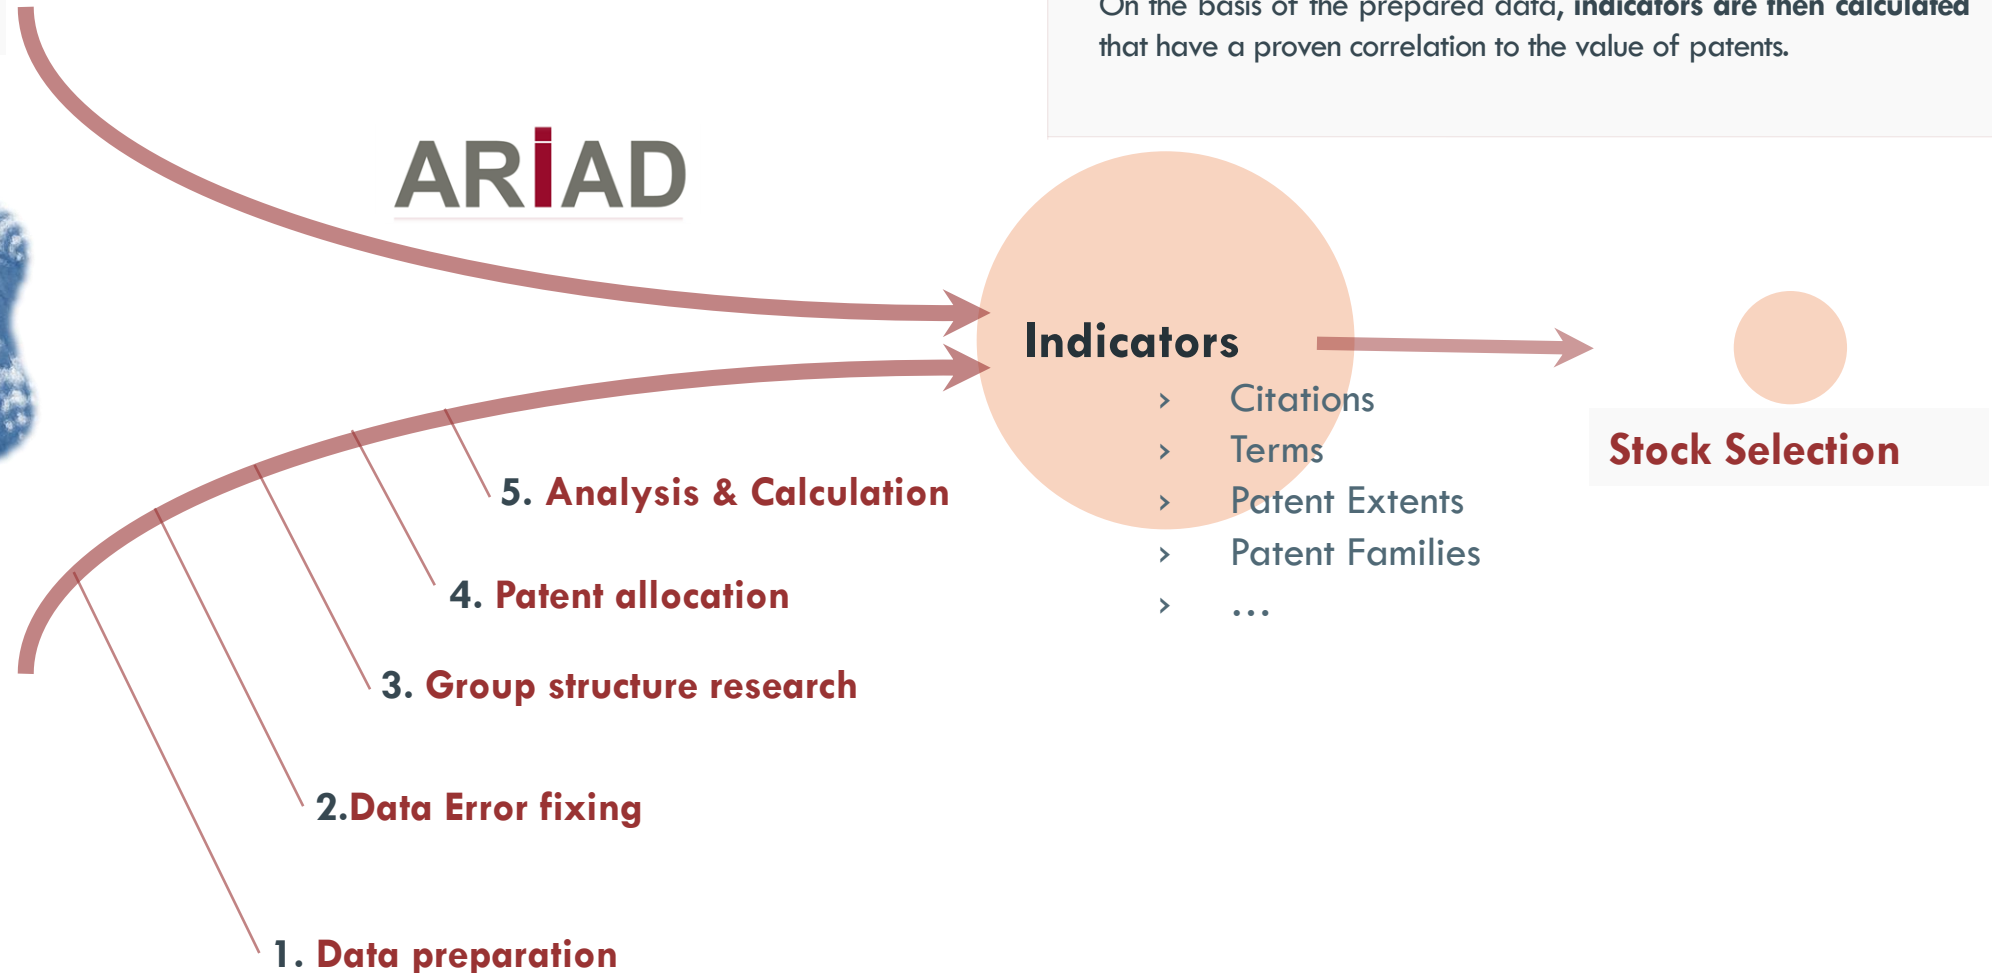 On the basis of the prepared data, indicators are then calculated
that have a proven correlation to the value of patents.
ARiAD
Indicators
› Citations
› Terms
› Patent Extents
› Patent Families
› ...
Stock Selection
5. Analysis & Calculation
4. Patent allocation
3. Group structure research
2.Data Error fixing
1. Data preparation